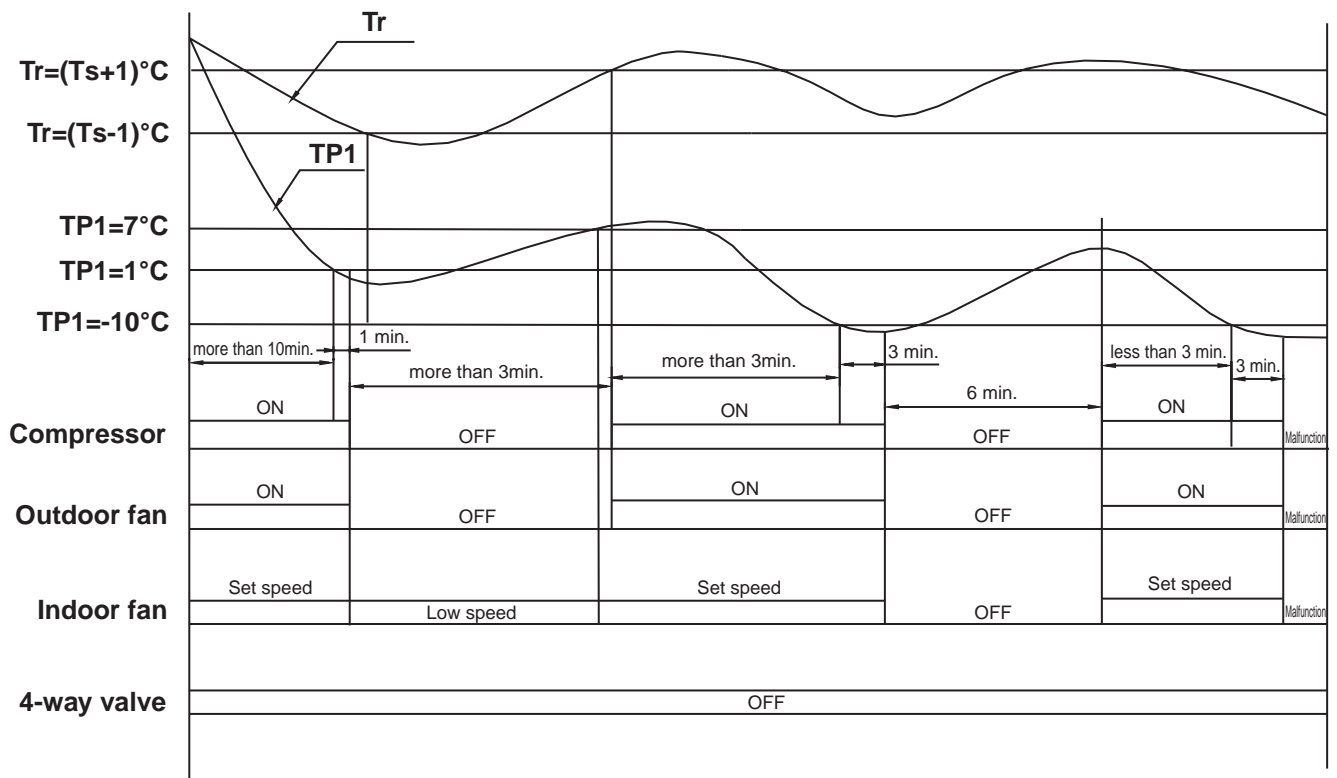 Tr
Tr=(Ts+1)°C
Tr=(Ts-1)°C
TP1
TP1=7°C
TP1=1°C
TP1=-10°C
more than 10min.
1 min.
more than 3min.
more than 3min.
3 min.
6 min.
less than 3 min.
3 min.
Compressor
ON
OFF
ON
OFF
ON
Malfunction
Outdoor fan
ON
OFF
ON
OFF
ON
Malfunction
Indoor fan
Set speed
Low speed
Set speed
OFF
Set speed
Malfunction
4-way valve
OFF